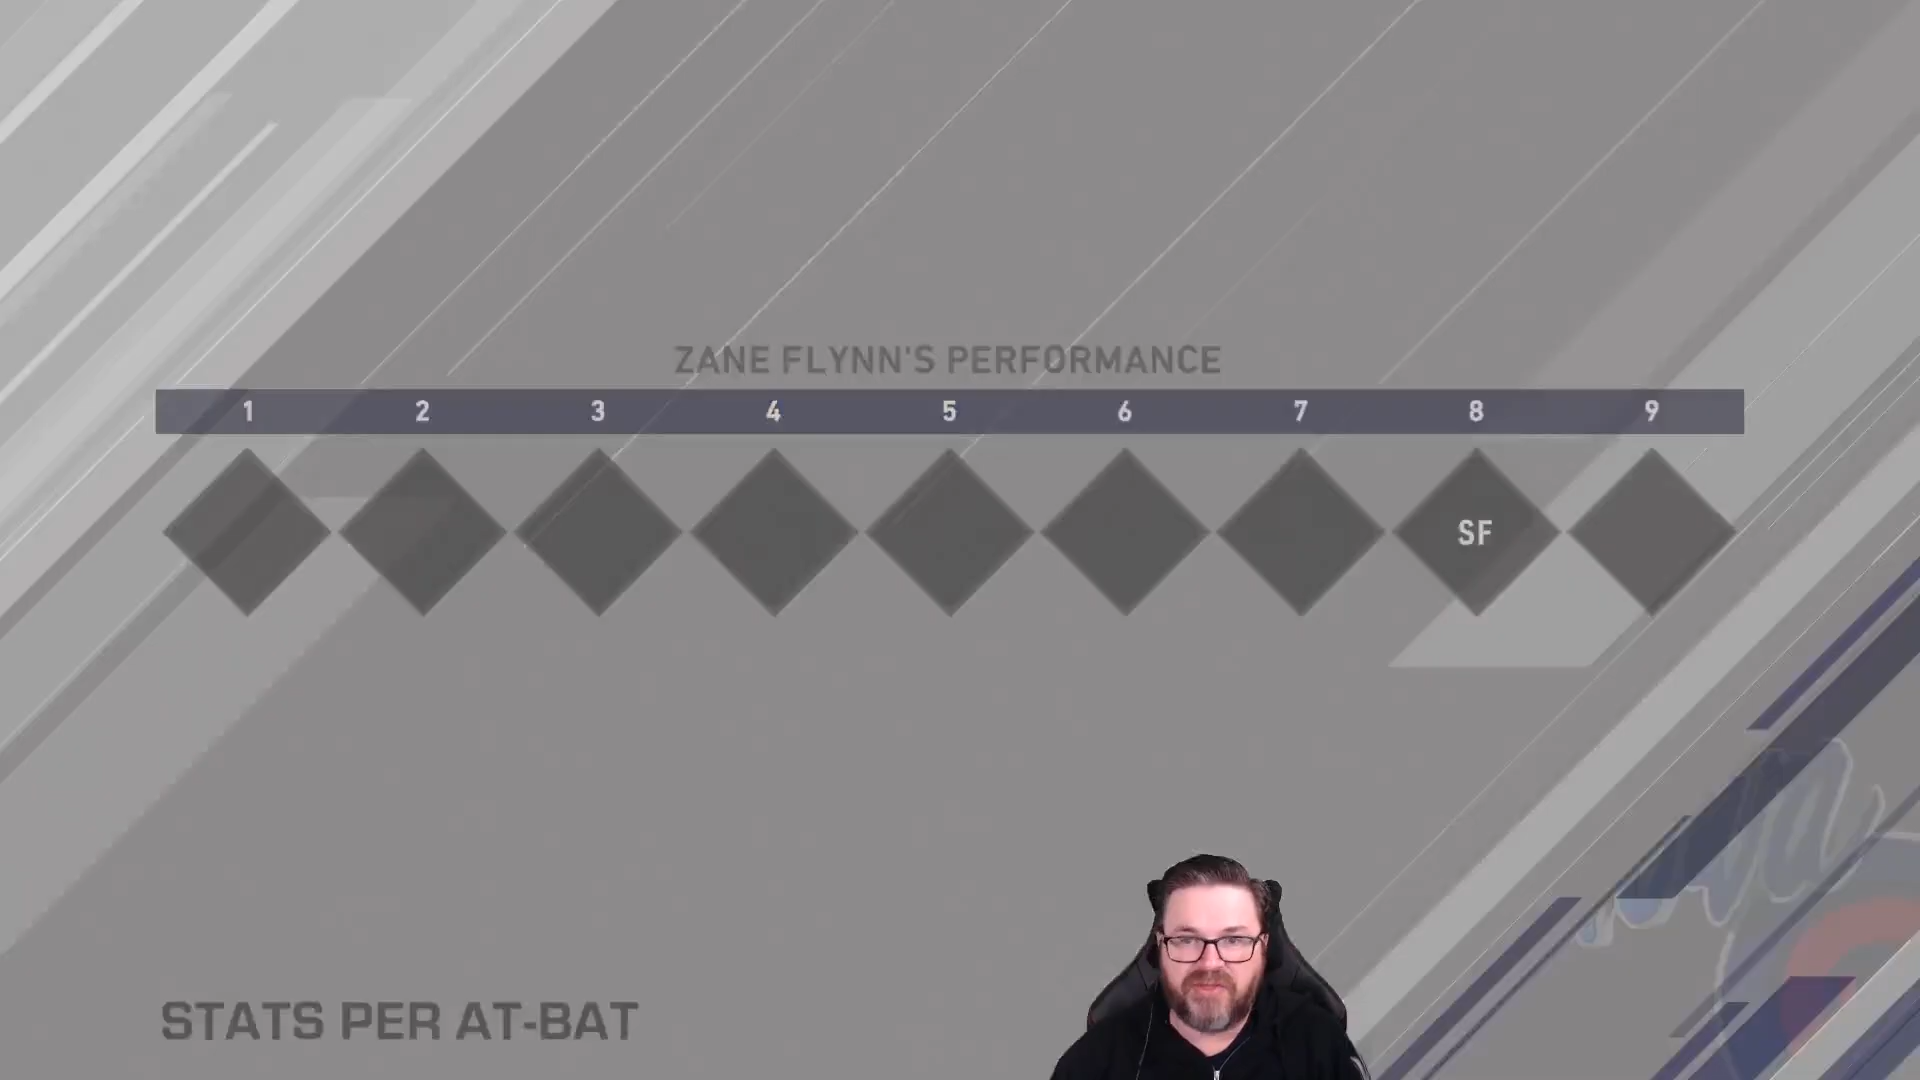 ZANE FLYNN'S PERFORMANCE
1 2 3 4 5 6 7 8 9
SF
STATS PER AT-BAT